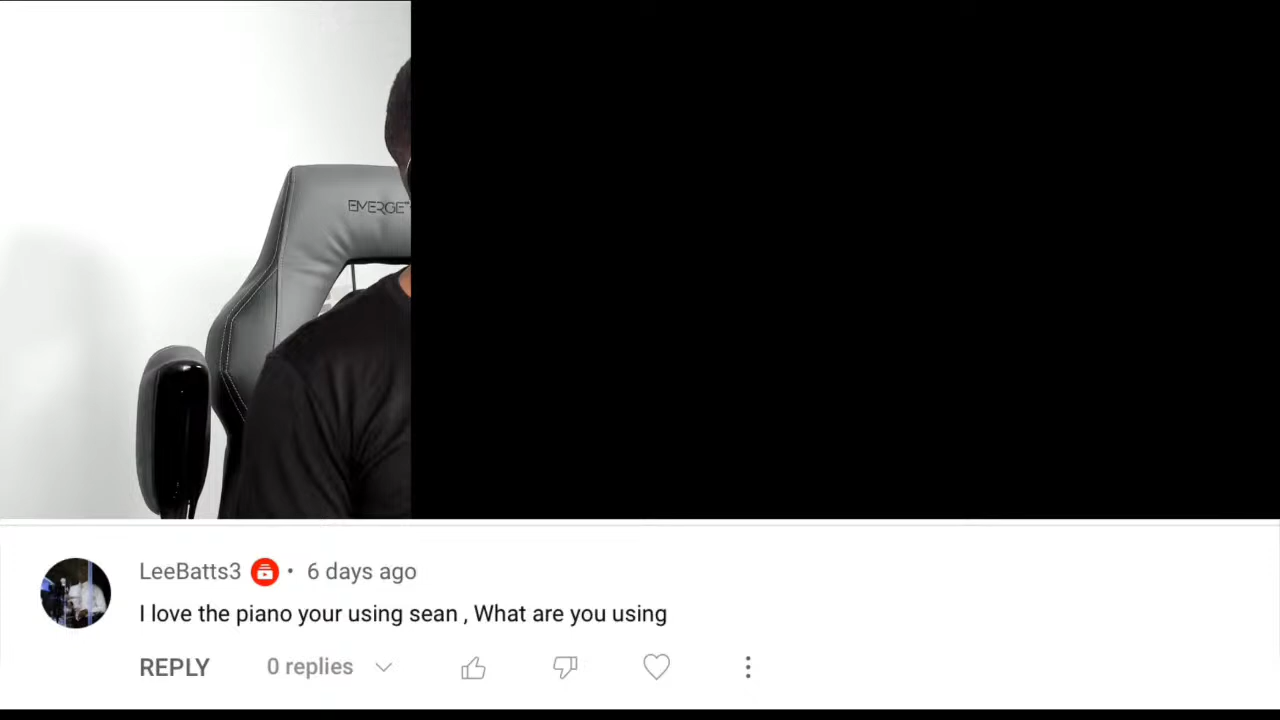 EMERGE
LeeBatts3 • 6 days ago
I love the piano your using sean , What are you using
REPLY 0 replies